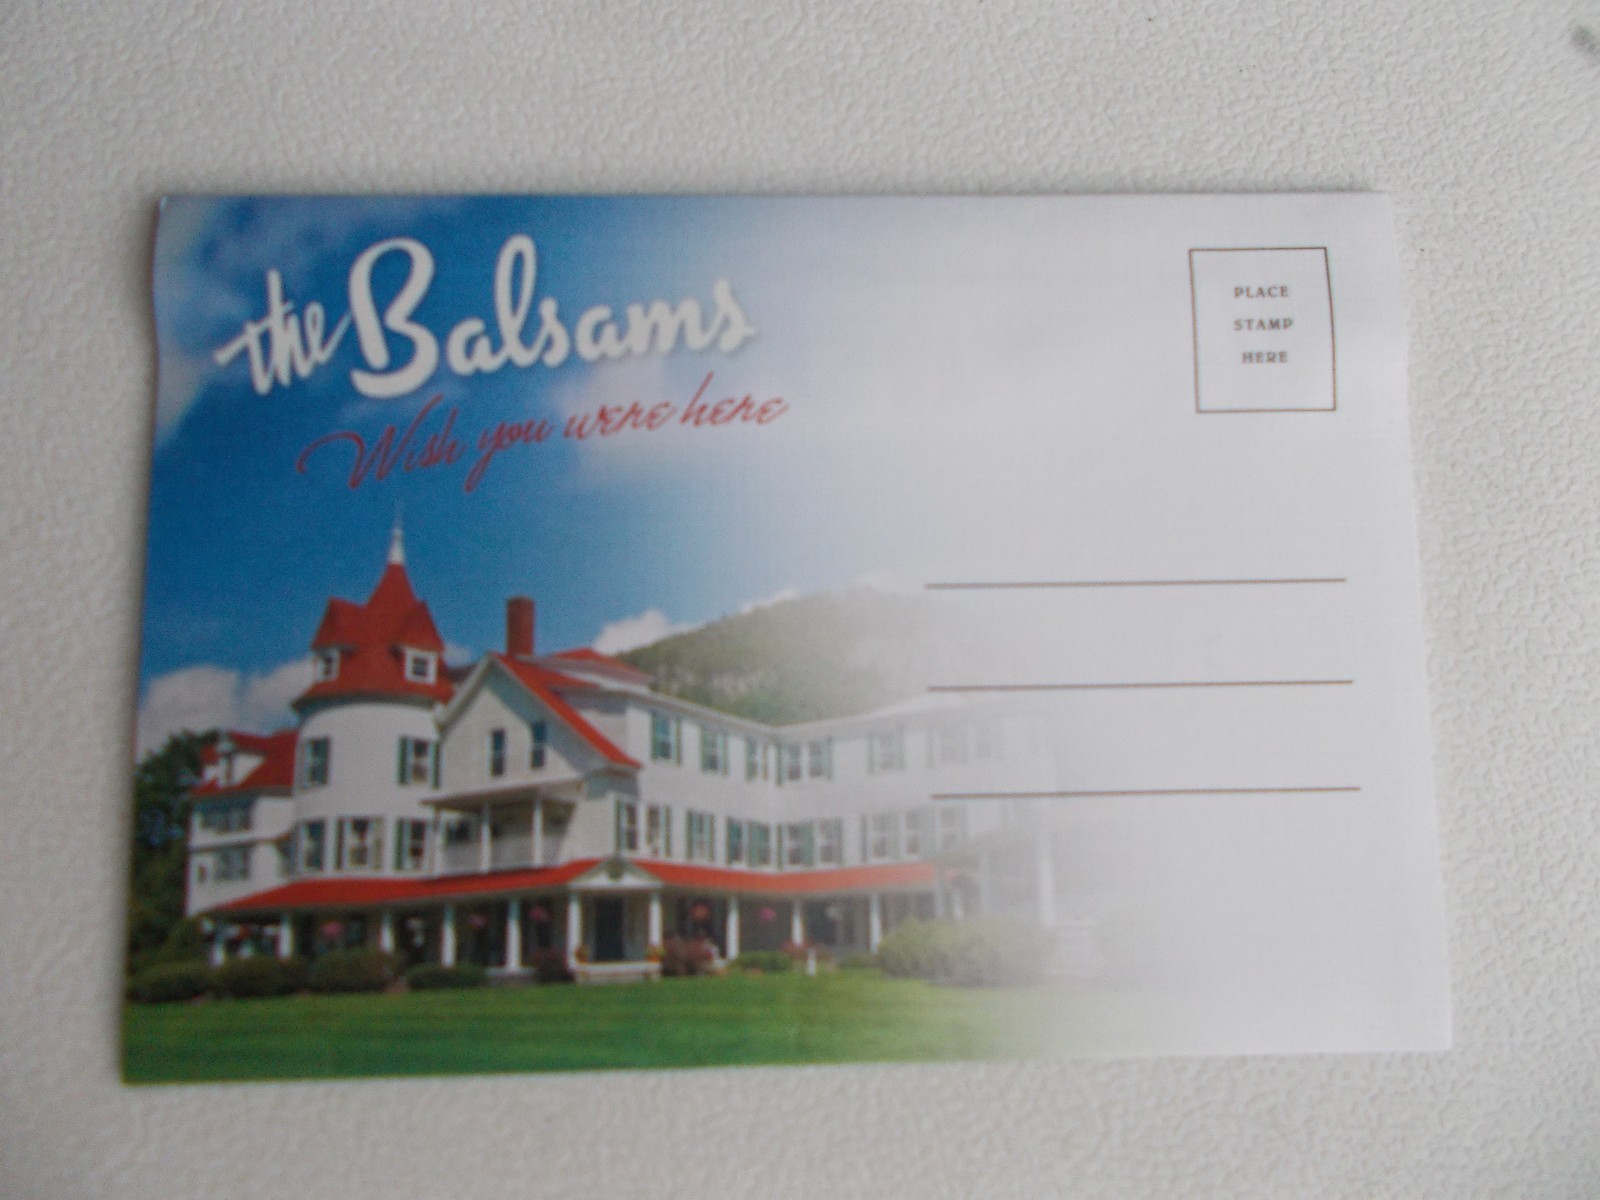 the Balsams
Wish you were here
PLACE
STAMP
HERE